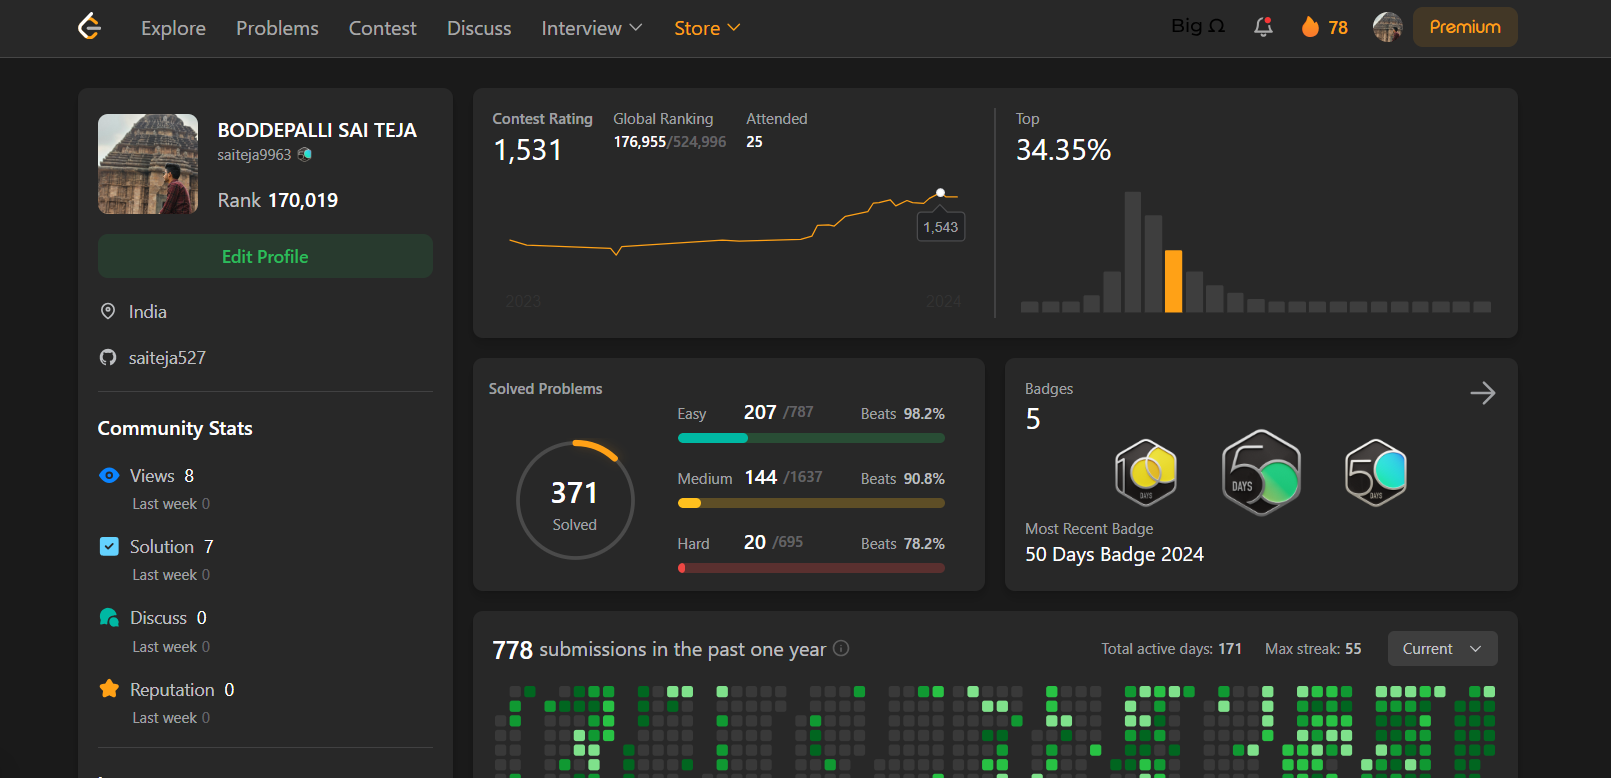 Explore Problems Contest Discuss Interview Store Big Ω 78 Premium
BODDEPALLI SAI TEJA
saiteja9963
Rank 170,019
Edit Profile
India
saiteja527
Community Stats
Views 8
Last week 0
Solution 7
Last week 0
Discuss 0
Last week 0
Reputation 0
Last week 0
Contest Rating
1,531
Global Ranking
176,955/524,996
Attended
25
1,543
2023 2024
Top
34.35%
Solved Problems
371
Solved
Easy 207 /787 Beats 98.2%
Medium 144 /1637 Beats 90.8%
Hard 20 /695 Beats 78.2%
Badges
5
100 DAYS
50 DAYS
50 DAYS
Most Recent Badge
50 Days Badge 2024
778 submissions in the past one year
Total active days: 171 Max streak: 55 Current